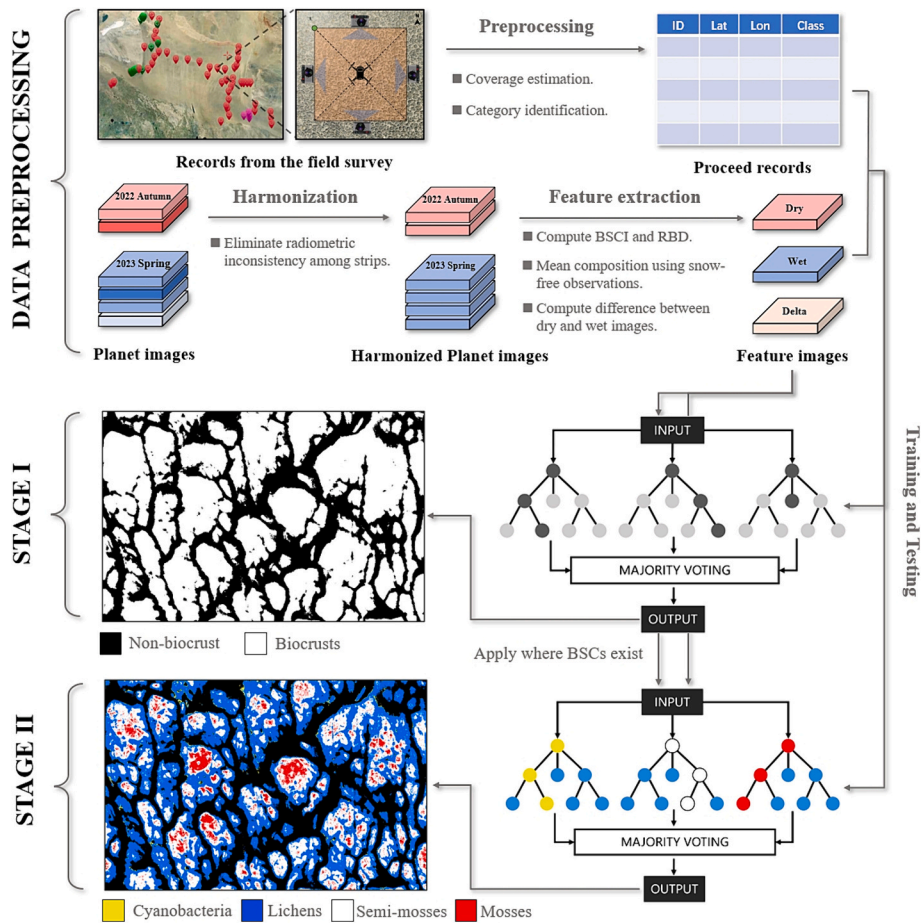 DATA PREPROCESSING
Preprocessing
Coverage estimation.
Category identification.
ID Lat Lon Class
Records from the field survey
Proceed records
2022 Autumn
2023 Spring
Planet images
Harmonization
Eliminate radiometric
inconsistency among strips.
2022 Autumn
2023 Spring
Harmonized Planet images
Feature extraction
Compute BSCI and RBD.
Mean composition using snow-
free observations.
Compute difference between
dry and wet images.
Dry
Wet
Delta
Feature images
Training and Testing
STAGE I
Non-biocrust
Biocrusts
INPUT
MAJORITY VOTING
OUTPUT
Apply where BSCs exist
STAGE II
INPUT
MAJORITY VOTING
OUTPUT
Cyanobacteria
Lichens
Semi-mosses
Mosses